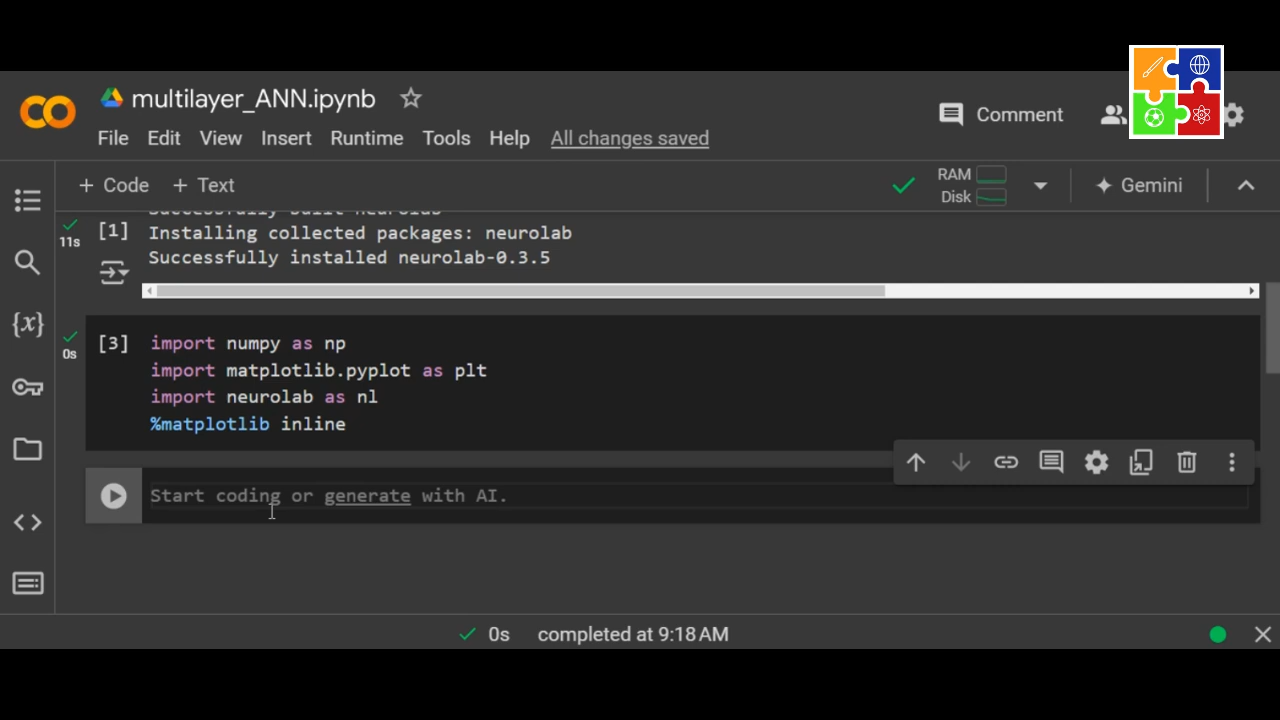 multilayer_ANN.ipynb
File Edit View Insert Runtime Tools Help All changes saved
Comment
+ Code + Text
RAM
Disk
Gemini
Successfully built neurolab
11s
[1]
Installing collected packages: neurolab
Successfully installed neurolab-0.3.5
{x}
0s
[3]
import numpy as np
import matplotlib.pyplot as plt
import neurolab as nl
%matplotlib inline
Start coding or generate with AI.
0s completed at 9:18 AM